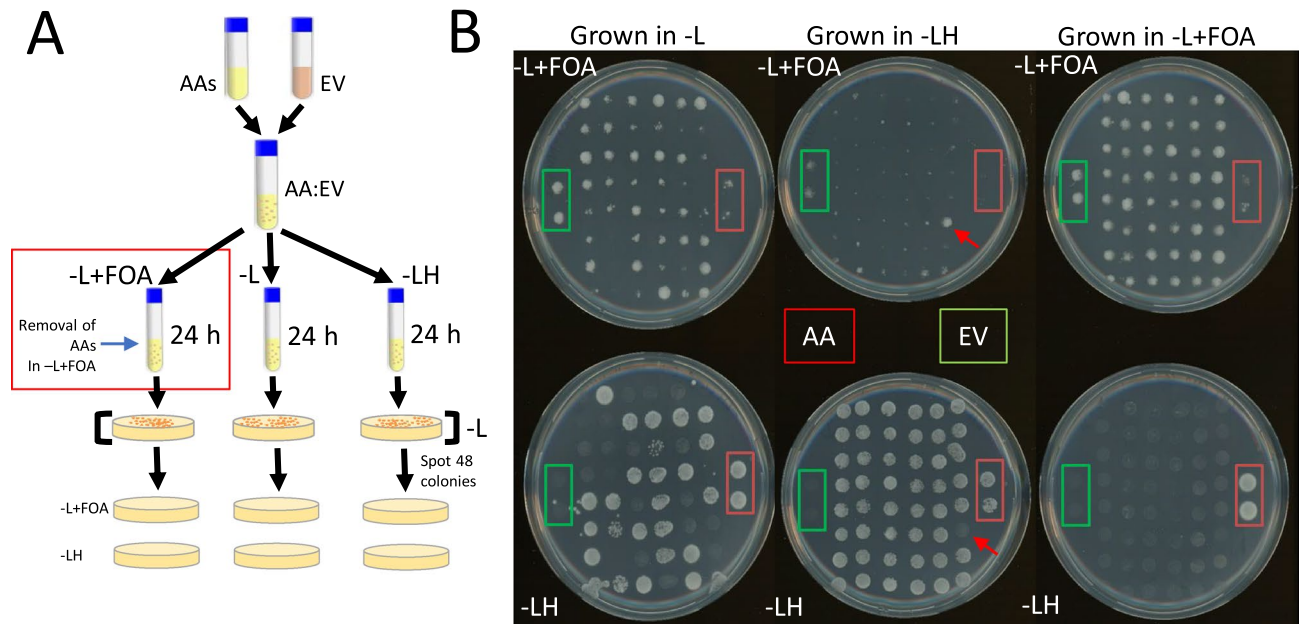 A
AAs
EV
AA:EV
-L+FOA
-L
-LH
Removal of
AAs
In –L+FOA
24 h
24 h
24 h
-L
Spot 48
colonies
-L+FOA
-LH
B
Grown in -L
Grown in -LH
Grown in -L+FOA
-L+FOA
-L+FOA
-L+FOA
AA
EV
-LH
-LH
-LH